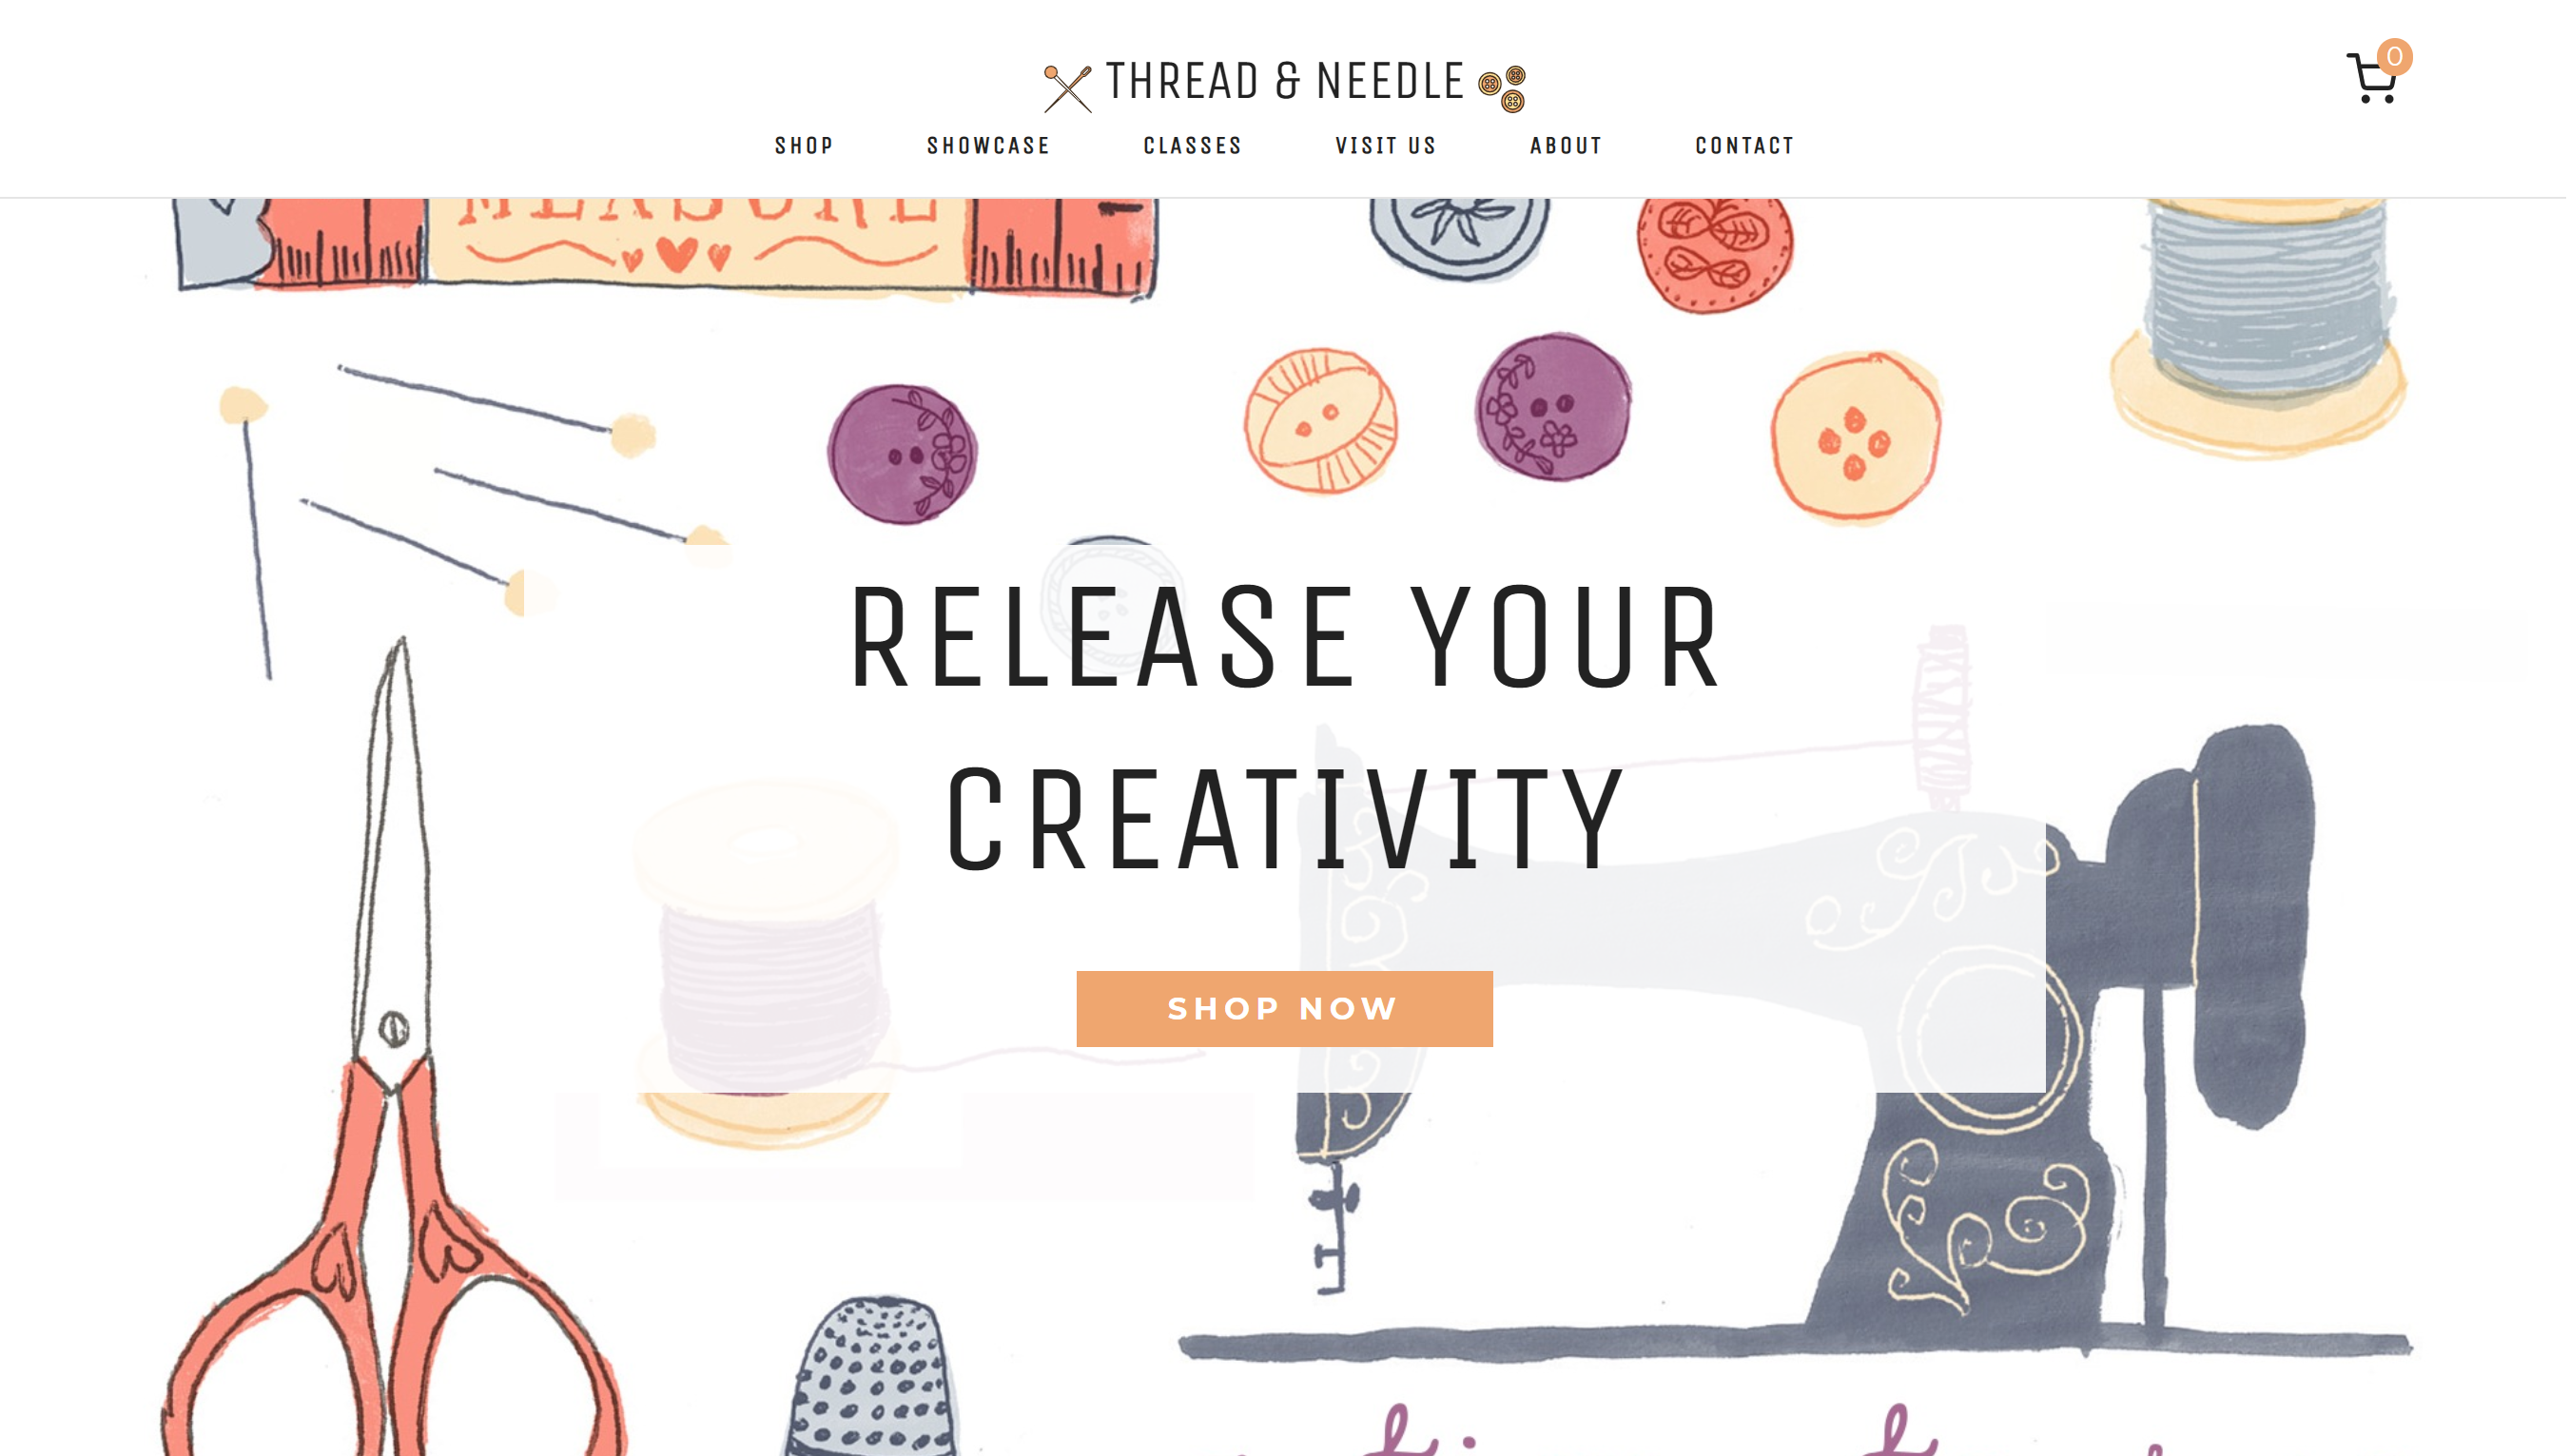 THREAD & NEEDLE
0
SHOP SHOWCASE CLASSES VISIT US ABOUT CONTACT
MEASURE
RELEASE YOUR
CREATIVITY
SHOP NOW